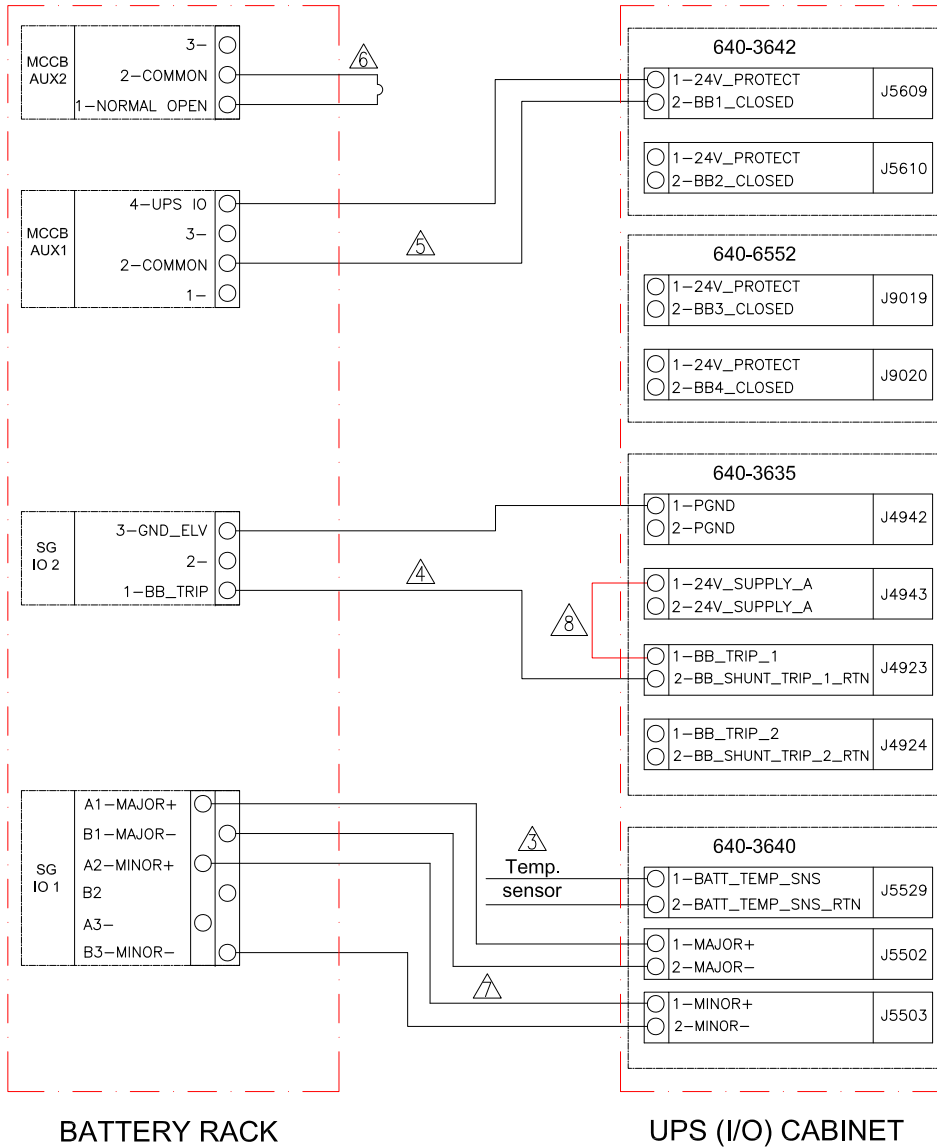 MCCB
AUX2
3-
2-COMMON
1-NORMAL OPEN
6
MCCB
AUX1
4-UPS IO
3-
2-COMMON
1-
5
SG
IO 2
3-GND_ELV
2-
1-BB_TRIP
4
8
SG
IO 1
A1-MAJOR+
B1-MAJOR-
A2-MINOR+
B2
A3-
B3-MINOR-
3
Temp.
sensor
7
640-3642
1-24V_PROTECT
2-BB1_CLOSED
J5609
1-24V_PROTECT
2-BB2_CLOSED
J5610
640-6552
1-24V_PROTECT
2-BB3_CLOSED
J9019
1-24V_PROTECT
2-BB4_CLOSED
J9020
640-3635
1-PGND
2-PGND
J4942
1-24V_SUPPLY_A
2-24V_SUPPLY_A
J4943
1-BB_TRIP_1
2-BB_SHUNT_TRIP_1_RTN
J4923
1-BB_TRIP_2
2-BB_SHUNT_TRIP_2_RTN
J4924
640-3640
1-BATT_TEMP_SNS
2-BATT_TEMP_SNS_RTN
J5529
1-MAJOR+
2-MAJOR-
J5502
1-MINOR+
2-MINOR-
J5503
BATTERY RACK
UPS (I/O) CABINET